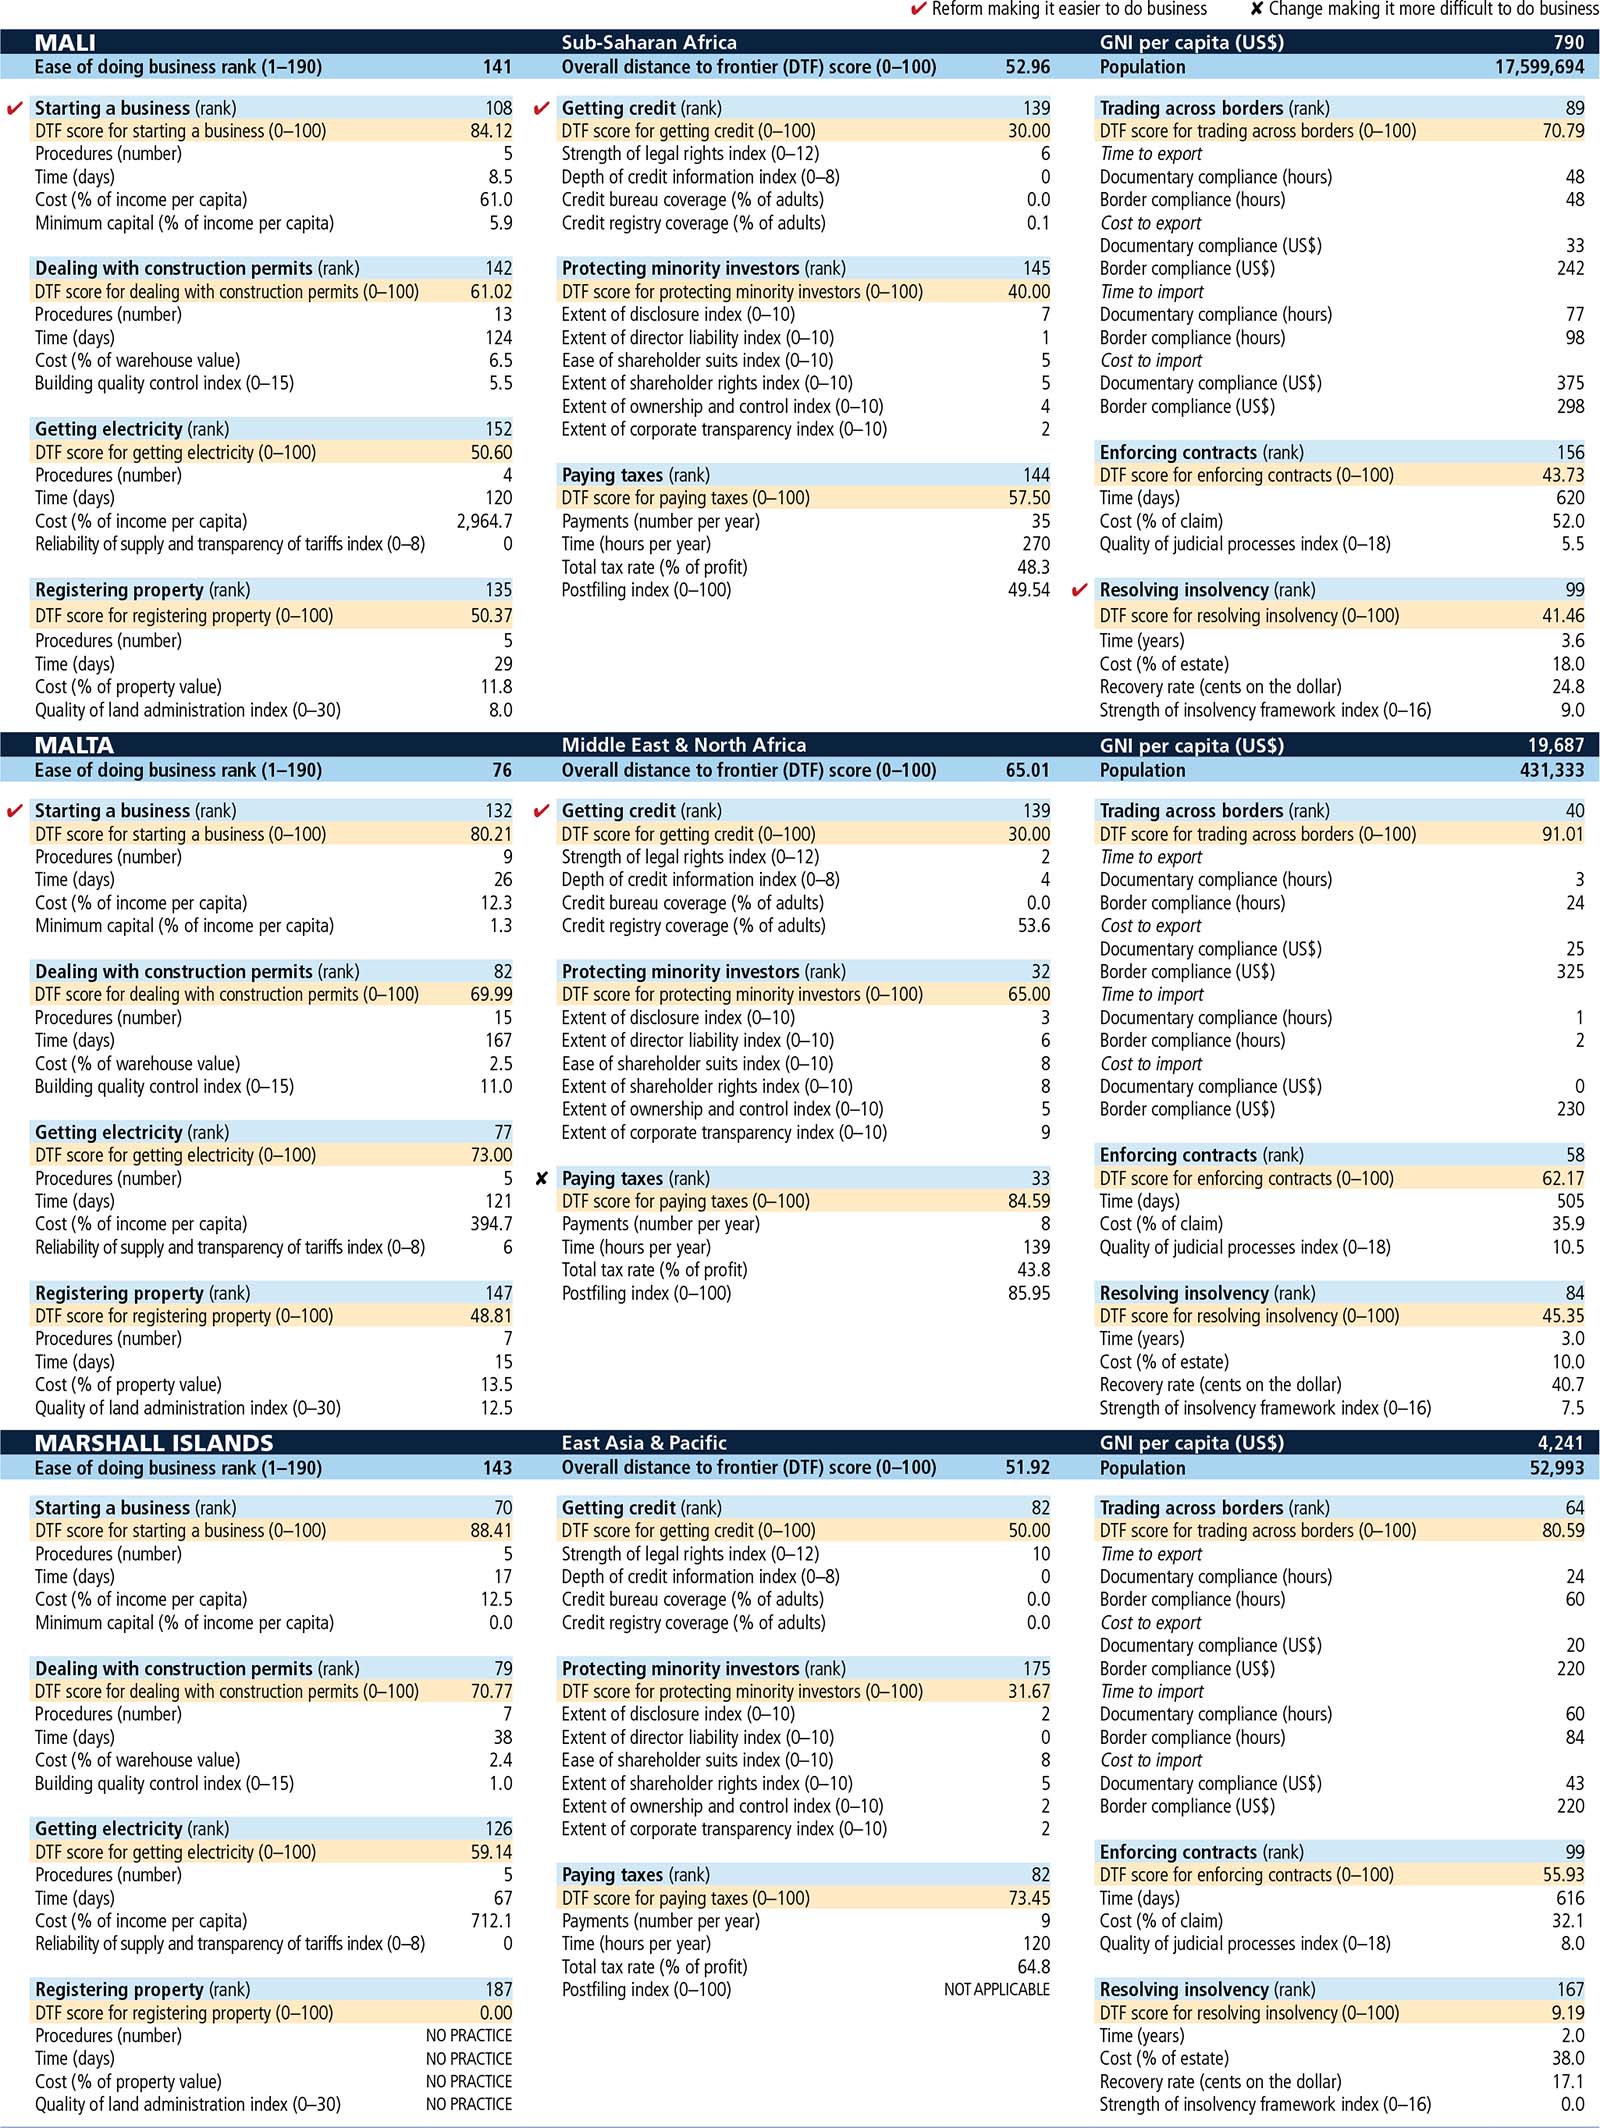 ✔ Reform making it easier to do business ✘ Change making it more difficult to do business
MALI Sub-Saharan Africa GNI per capita (US$) 790
Ease of doing business rank (1–190) 141 Overall distance to frontier (DTF) score (0–100) 52.96 Population 17,599,694
✔ Starting a business (rank) 108
DTF score for starting a business (0–100) 84.12
Procedures (number) 5
Time (days) 8.5
Cost (% of income per capita) 61.0
Minimum capital (% of income per capita) 5.9
Dealing with construction permits (rank) 142
DTF score for dealing with construction permits (0–100) 61.02
Procedures (number) 13
Time (days) 124
Cost (% of warehouse value) 6.5
Building quality control index (0–15) 5.5
Getting electricity (rank) 152
DTF score for getting electricity (0–100) 50.60
Procedures (number) 4
Time (days) 120
Cost (% of income per capita) 2,964.7
Reliability of supply and transparency of tariffs index (0–8) 0
Registering property (rank) 135
DTF score for registering property (0–100) 50.37
Procedures (number) 5
Time (days) 29
Cost (% of property value) 11.8
Quality of land administration index (0–30) 8.0
✔ Getting credit (rank) 139
DTF score for getting credit (0–100) 30.00
Strength of legal rights index (0–12) 6
Depth of credit information index (0–8) 0
Credit bureau coverage (% of adults) 0.0
Credit registry coverage (% of adults) 0.1
Protecting minority investors (rank) 145
DTF score for protecting minority investors (0–100) 40.00
Extent of disclosure index (0–10) 7
Extent of director liability index (0–10) 1
Ease of shareholder suits index (0–10) 5
Extent of shareholder rights index (0–10) 5
Extent of ownership and control index (0–10) 4
Extent of corporate transparency index (0–10) 2
Paying taxes (rank) 144
DTF score for paying taxes (0–100) 57.50
Payments (number per year) 35
Time (hours per year) 270
Total tax rate (% of profit) 48.3
Postfiling index (0–100) 49.54
Trading across borders (rank) 89
DTF score for trading across borders (0–100) 70.79
Time to export
Documentary compliance (hours) 48
Border compliance (hours) 48
Cost to export
Documentary compliance (US$) 33
Border compliance (US$) 242
Time to import
Documentary compliance (hours) 77
Border compliance (hours) 98
Cost to import
Documentary compliance (US$) 375
Border compliance (US$) 298
Enforcing contracts (rank) 156
DTF score for enforcing contracts (0–100) 43.73
Time (days) 620
Cost (% of claim) 52.0
Quality of judicial processes index (0–18) 5.5
✔ Resolving insolvency (rank) 99
DTF score for resolving insolvency (0–100) 41.46
Time (years) 3.6
Cost (% of estate) 18.0
Recovery rate (cents on the dollar) 24.8
Strength of insolvency framework index (0–16) 9.0
MALTA Middle East & North Africa GNI per capita (US$) 19,687
Ease of doing business rank (1–190) 76 Overall distance to frontier (DTF) score (0–100) 65.01 Population 431,333
✔ Starting a business (rank) 132
DTF score for starting a business (0–100) 80.21
Procedures (number) 9
Time (days) 26
Cost (% of income per capita) 12.3
Minimum capital (% of income per capita) 1.3
Dealing with construction permits (rank) 82
DTF score for dealing with construction permits (0–100) 69.99
Procedures (number) 15
Time (days) 167
Cost (% of warehouse value) 2.5
Building quality control index (0–15) 11.0
Getting electricity (rank) 77
DTF score for getting electricity (0–100) 73.00
Procedures (number) 5
Time (days) 121
Cost (% of income per capita) 394.7
Reliability of supply and transparency of tariffs index (0–8) 6
Registering property (rank) 147
DTF score for registering property (0–100) 48.81
Procedures (number) 7
Time (days) 15
Cost (% of property value) 13.5
Quality of land administration index (0–30) 12.5
✔ Getting credit (rank) 139
DTF score for getting credit (0–100) 30.00
Strength of legal rights index (0–12) 2
Depth of credit information index (0–8) 4
Credit bureau coverage (% of adults) 0.0
Credit registry coverage (% of adults) 53.6
Protecting minority investors (rank) 32
DTF score for protecting minority investors (0–100) 65.00
Extent of disclosure index (0–10) 3
Extent of director liability index (0–10) 6
Ease of shareholder suits index (0–10) 8
Extent of shareholder rights index (0–10) 8
Extent of ownership and control index (0–10) 5
Extent of corporate transparency index (0–10) 9
✘ Paying taxes (rank) 33
DTF score for paying taxes (0–100) 84.59
Payments (number per year) 8
Time (hours per year) 139
Total tax rate (% of profit) 43.8
Postfiling index (0–100) 85.95
Trading across borders (rank) 40
DTF score for trading across borders (0–100) 91.01
Time to export
Documentary compliance (hours) 3
Border compliance (hours) 24
Cost to export
Documentary compliance (US$) 25
Border compliance (US$) 325
Time to import
Documentary compliance (hours) 1
Border compliance (hours) 2
Cost to import
Documentary compliance (US$) 0
Border compliance (US$) 230
Enforcing contracts (rank) 58
DTF score for enforcing contracts (0–100) 62.17
Time (days) 505
Cost (% of claim) 35.9
Quality of judicial processes index (0–18) 10.5
Resolving insolvency (rank) 84
DTF score for resolving insolvency (0–100) 45.35
Time (years) 3.0
Cost (% of estate) 10.0
Recovery rate (cents on the dollar) 40.7
Strength of insolvency framework index (0–16) 7.5
MARSHALL ISLANDS East Asia & Pacific GNI per capita (US$) 4,241
Ease of doing business rank (1–190) 143 Overall distance to frontier (DTF) score (0–100) 51.92 Population 52,993
Starting a business (rank) 70
DTF score for starting a business (0–100) 88.41
Procedures (number) 5
Time (days) 17
Cost (% of income per capita) 12.5
Minimum capital (% of income per capita) 0.0
Dealing with construction permits (rank) 79
DTF score for dealing with construction permits (0–100) 70.77
Procedures (number) 7
Time (days) 38
Cost (% of warehouse value) 2.4
Building quality control index (0–15) 1.0
Getting electricity (rank) 126
DTF score for getting electricity (0–100) 59.14
Procedures (number) 5
Time (days) 67
Cost (% of income per capita) 712.1
Reliability of supply and transparency of tariffs index (0–8) 0
Registering property (rank) 187
DTF score for registering property (0–100) 0.00
Procedures (number) NO PRACTICE
Time (days) NO PRACTICE
Cost (% of property value) NO PRACTICE
Quality of land administration index (0–30) NO PRACTICE
Getting credit (rank) 82
DTF score for getting credit (0–100) 50.00
Strength of legal rights index (0–12) 10
Depth of credit information index (0–8) 0
Credit bureau coverage (% of adults) 0.0
Credit registry coverage (% of adults) 0.0
Protecting minority investors (rank) 175
DTF score for protecting minority investors (0–100) 31.67
Extent of disclosure index (0–10) 2
Extent of director liability index (0–10) 0
Ease of shareholder suits index (0–10) 8
Extent of shareholder rights index (0–10) 5
Extent of ownership and control index (0–10) 2
Extent of corporate transparency index (0–10) 2
Paying taxes (rank) 82
DTF score for paying taxes (0–100) 73.45
Payments (number per year) 9
Time (hours per year) 120
Total tax rate (% of profit) 64.8
Postfiling index (0–100) NOT APPLICABLE
Trading across borders (rank) 64
DTF score for trading across borders (0–100) 80.59
Time to export
Documentary compliance (hours) 24
Border compliance (hours) 60
Cost to export
Documentary compliance (US$) 20
Border compliance (US$) 220
Time to import
Documentary compliance (hours) 60
Border compliance (hours) 84
Cost to import
Documentary compliance (US$) 43
Border compliance (US$) 220
Enforcing contracts (rank) 99
DTF score for enforcing contracts (0–100) 55.93
Time (days) 616
Cost (% of claim) 32.1
Quality of judicial processes index (0–18) 8.0
Resolving insolvency (rank) 167
DTF score for resolving insolvency (0–100) 9.19
Time (years) 2.0
Cost (% of estate) 38.0
Recovery rate (cents on the dollar) 17.1
Strength of insolvency framework index (0–16) 0.0